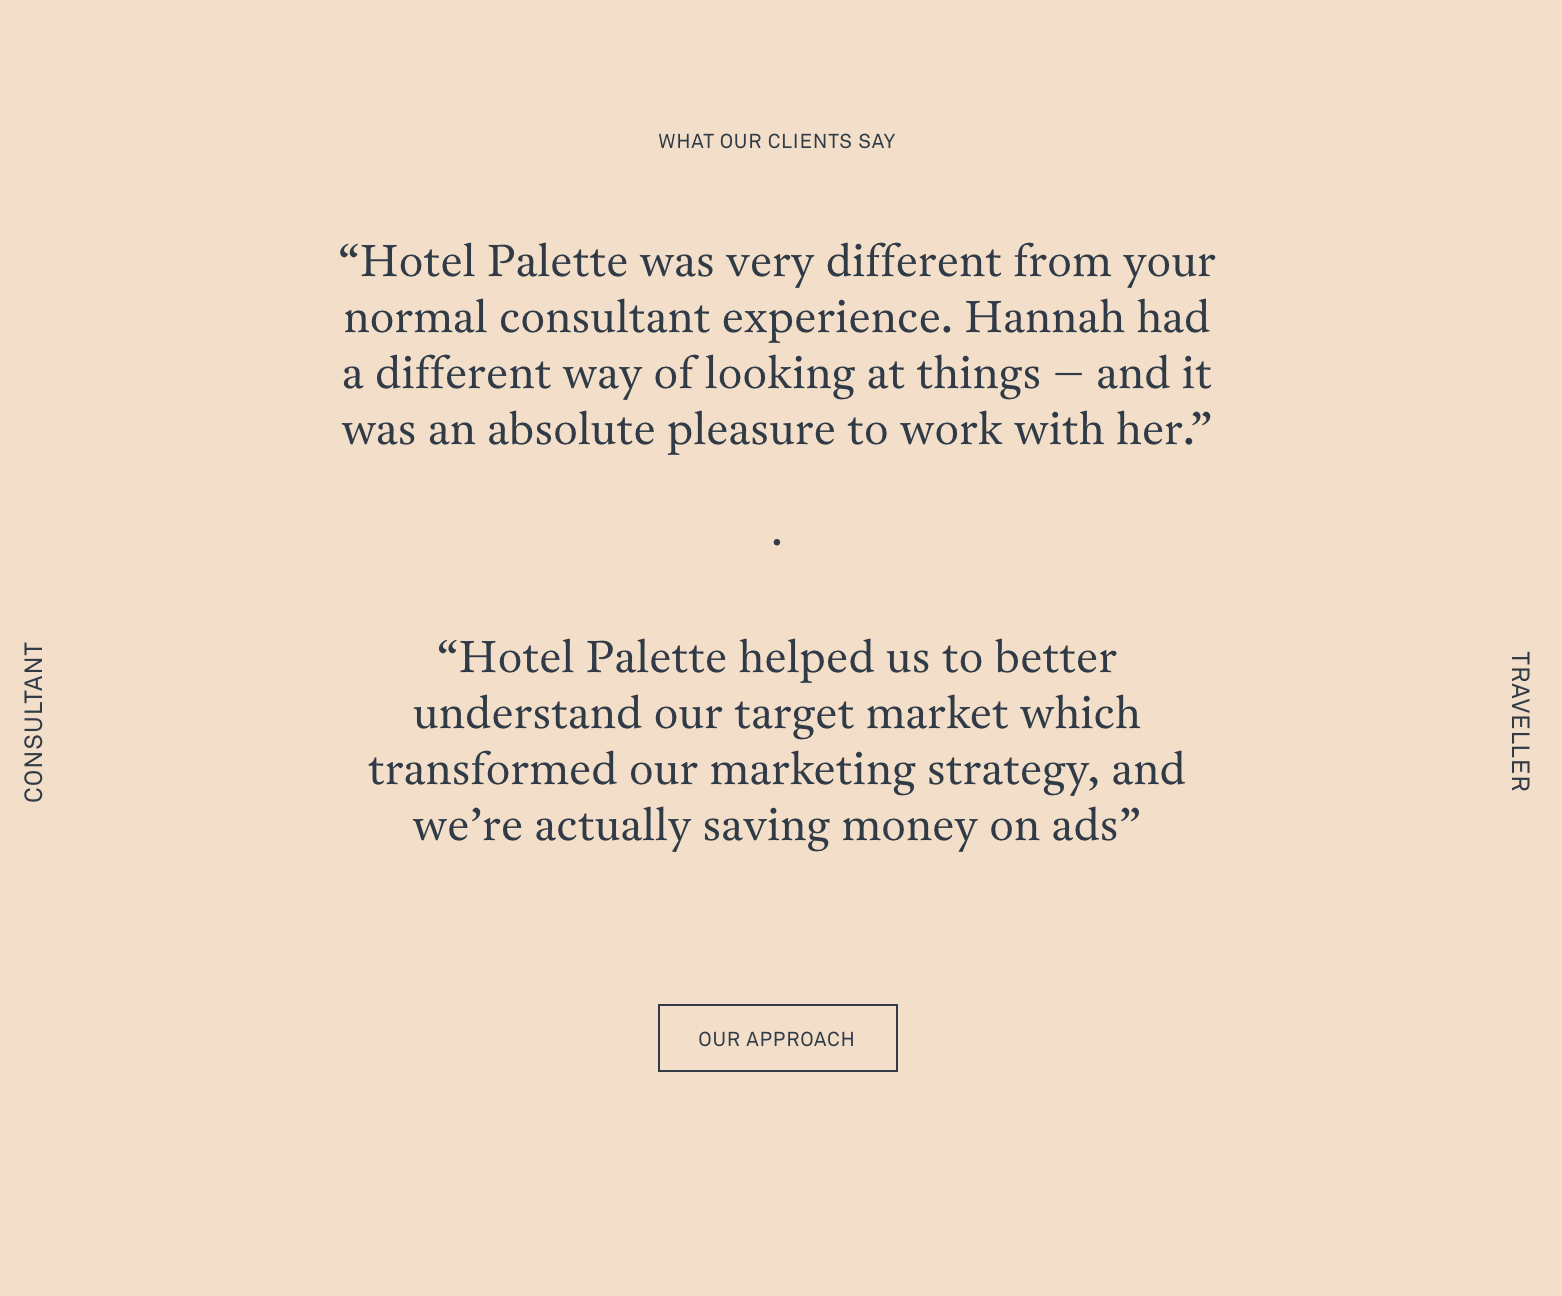 WHAT OUR CLIENTS SAY
“Hotel Palette was very different from your
normal consultant experience. Hannah had
a different way of looking at things — and it
was an absolute pleasure to work with her.”
.
“Hotel Palette helped us to better
understand our target market which
transformed our marketing strategy, and
we’re actually saving money on ads”
CONSULTANT
TRAVELLER
OUR APPROACH